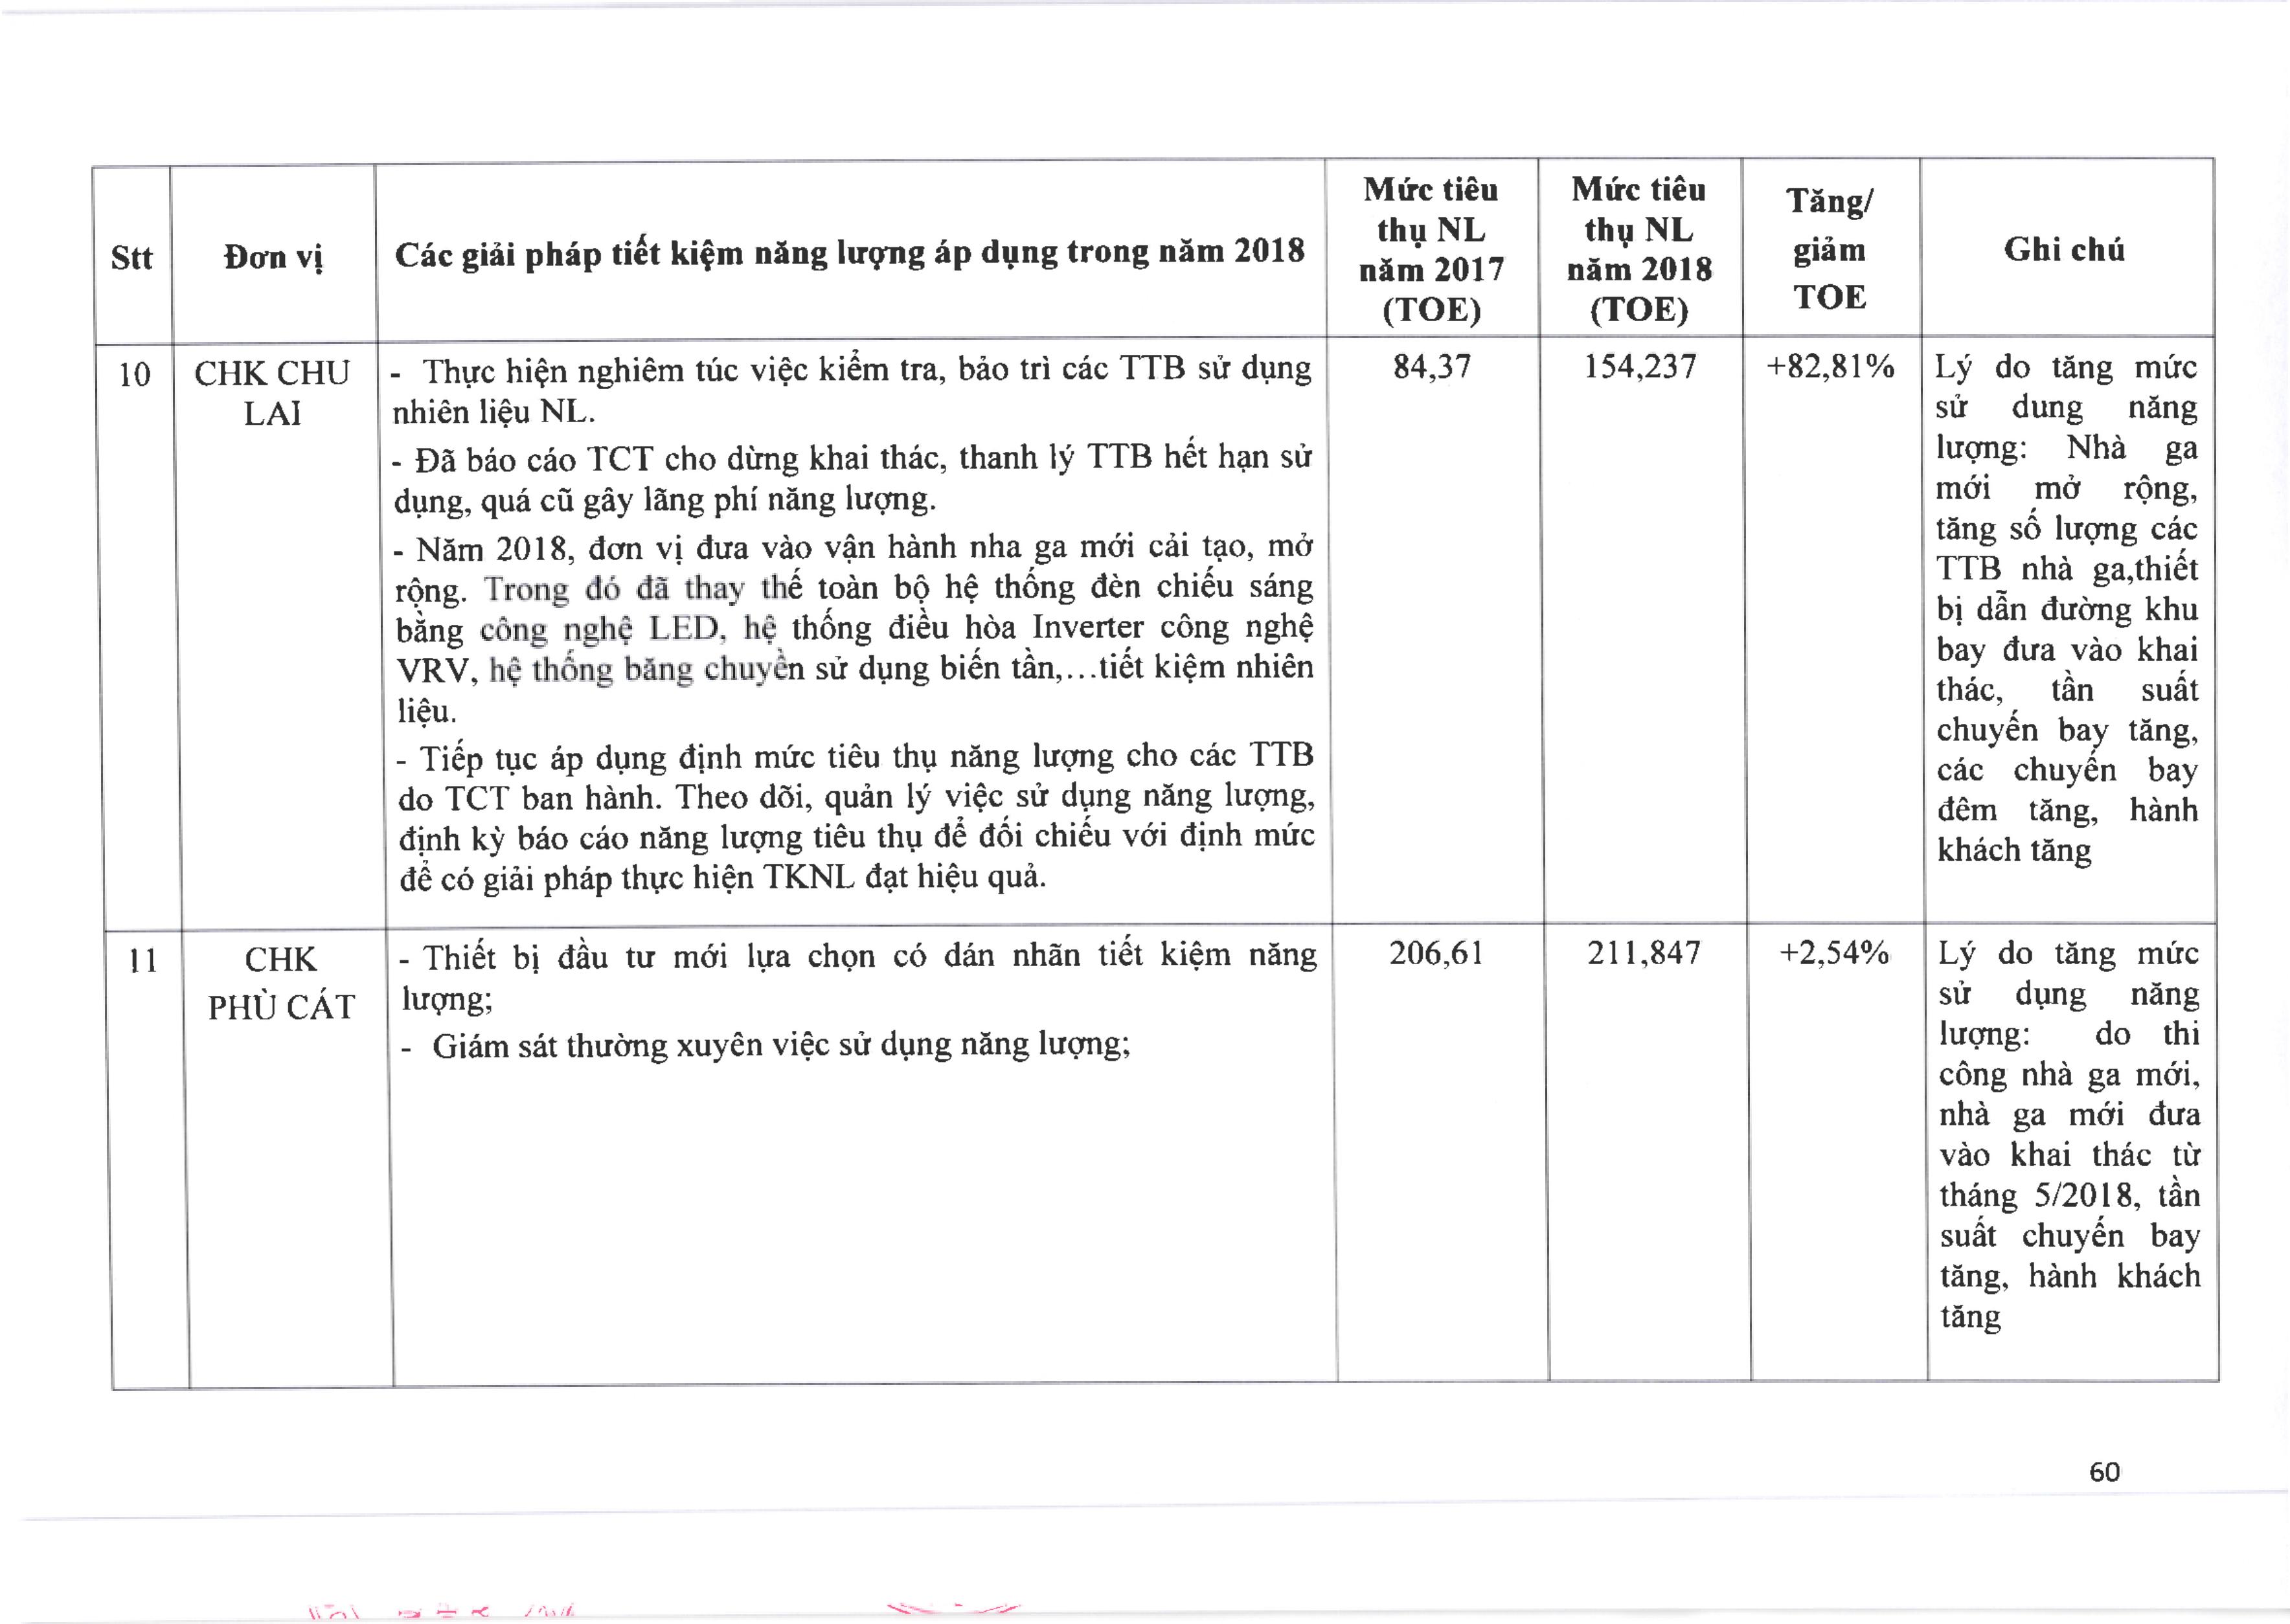 Stt
Đơn vị
Các giải pháp tiết kiệm năng lượng áp dụng trong năm 2018
Mức tiêu
thụ NL
năm 2017
(TOE)
Mức tiêu
thụ NL
năm 2018
(TOE)
Tăng/
giảm
TOE
Ghi chú
10
CHK CHU
LAI
- Thực hiện nghiêm túc việc kiểm tra, bảo trì các TTB sử dụng
nhiên liệu NL.
- Đã báo cáo TCT cho dừng khai thác, thanh lý TTB hết hạn sử
dụng, quá cũ gây lãng phí năng lượng.
- Năm 2018, đơn vị đưa vào vận hành nha ga mới cải tạo, mở
rộng. Trong đó đã thay thế toàn bộ hệ thống đèn chiếu sáng
bằng công nghệ LED, hệ thống điều hòa Inverter công nghệ
VRV, hệ thống băng chuyền sử dụng biến tần,...tiết kiệm nhiên
liệu.
- Tiếp tục áp dụng định mức tiêu thụ năng lượng cho các TTB
do TCT ban hành. Theo dõi, quản lý việc sử dụng năng lượng,
định kỳ báo cáo năng lượng tiêu thụ để đối chiếu với định mức
để có giải pháp thực hiện TKNL đạt hiệu quả.
84,37
154,237
+82,81%
Lý do tăng mức
sử dung năng
lượng: Nhà ga
mới mở rộng,
tăng số lượng các
TTB nhà ga,thiết
bị dẫn đường khu
bay đưa vào khai
thác, tần suất
chuyến bay tăng,
các chuyến bay
đêm tăng, hành
khách tăng
11
CHK
PHÙ CÁT
- Thiết bị đầu tư mới lựa chọn có dán nhãn tiết kiệm năng
lượng;
- Giám sát thường xuyên việc sử dụng năng lượng;
206,61
211,847
+2,54%
Lý do tăng mức
sử dụng năng
lượng: do thi
công nhà ga mới,
nhà ga mới đưa
vào khai thác từ
tháng 5/2018, tần
suất chuyến bay
tăng, hành khách
tăng
60